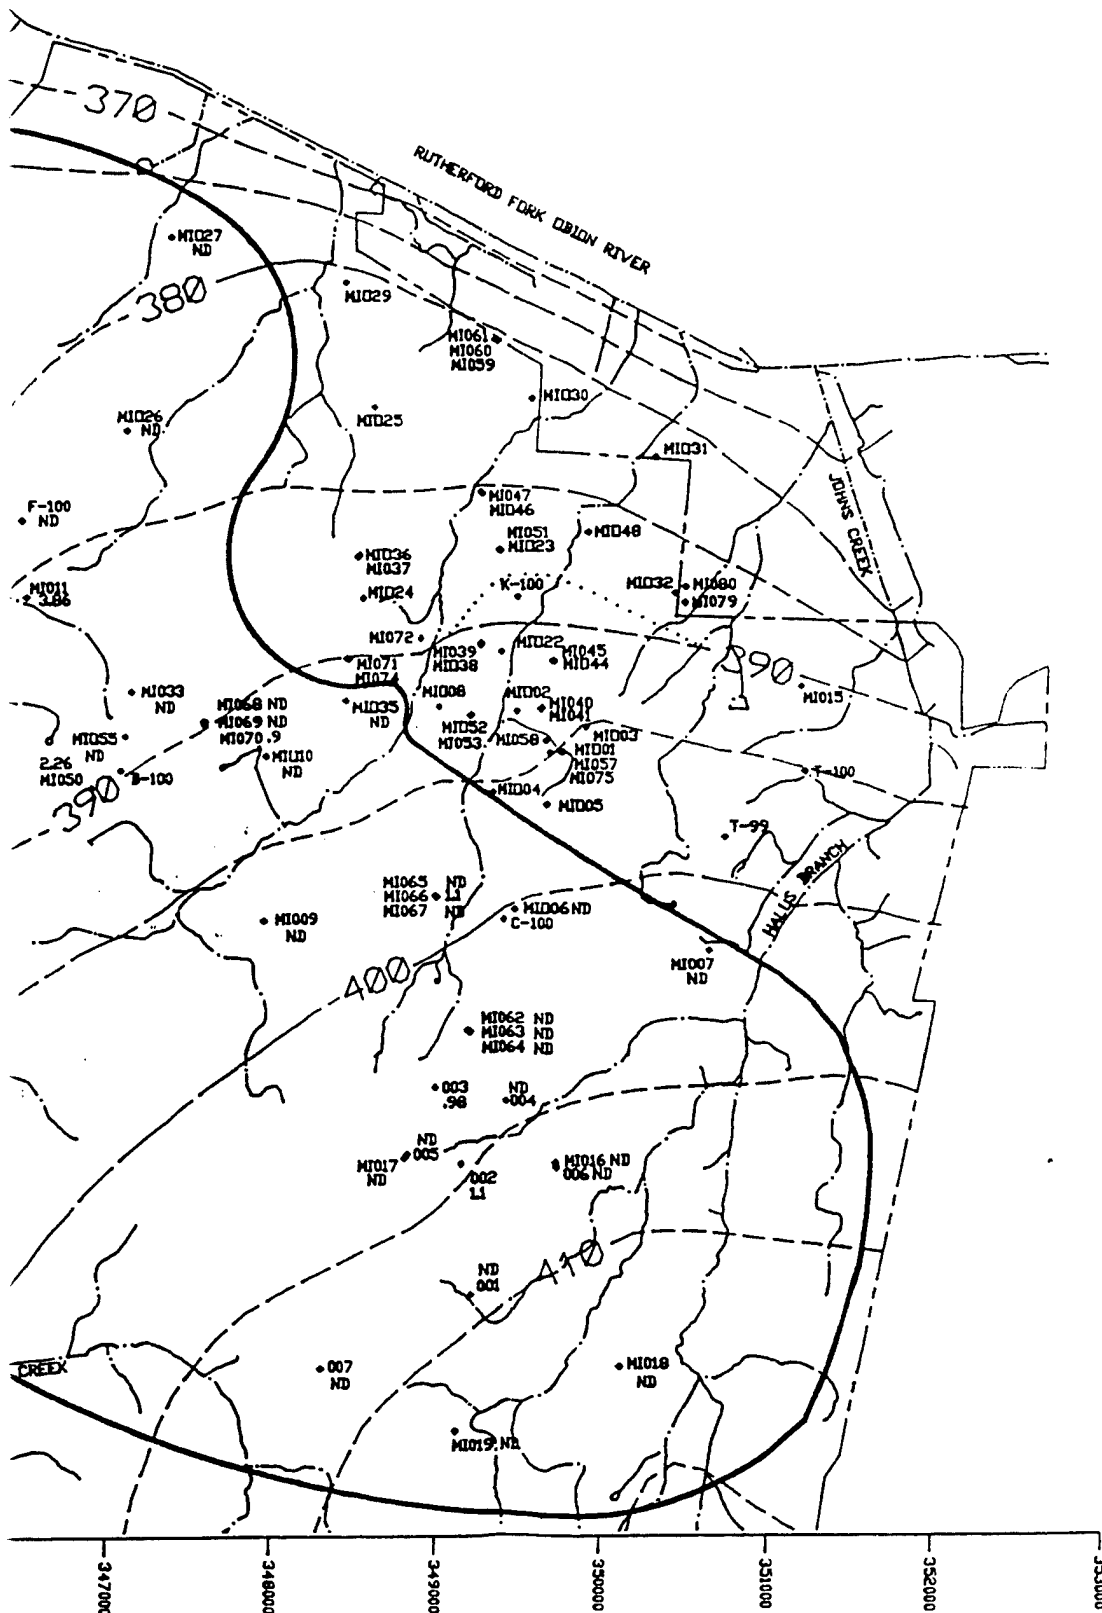 370
RUTHERFORD FORK OBION RIVER
MI027
ND
380
MI029
MI061
MI060
MI059
MI030
MI026
ND
MI025
MI031
JOHNS CREEK
F-100
ND
MI047
MI046
MI051
MI023
MI048
MI036
MI037
MI011
3.86
MI024
K-100
MI032
MI080
MI079
MI072
MI039
MI038
MI022
MI045
MI044
390
MI071
MI074
MI015
MI033
ND
MI068 ND
MI069 ND
MI070 .9
MI035
ND
MI008
MI002
MI040
MI041
MI052
MI053
MI058
MI003
MI055
ND
MI001
MI057
MI075
2.26
MI050
B-100
MI010
ND
T-100
390
MI004
MI005
T-99
HALUS BRANCH
MI065 ND
MI066 1.1
MI067 ND
MI009
ND
MI006 ND
C-100
400
MI007
ND
MI062 ND
MI063 ND
MI064 ND
003
.98
ND
004
ND
005
MI017
ND
002
1.1
MI016 ND
006 ND
410
ND
001
CREEK
007
ND
MI018
ND
MI019 ND
347000
348000
349000
350000
351000
352000
353000